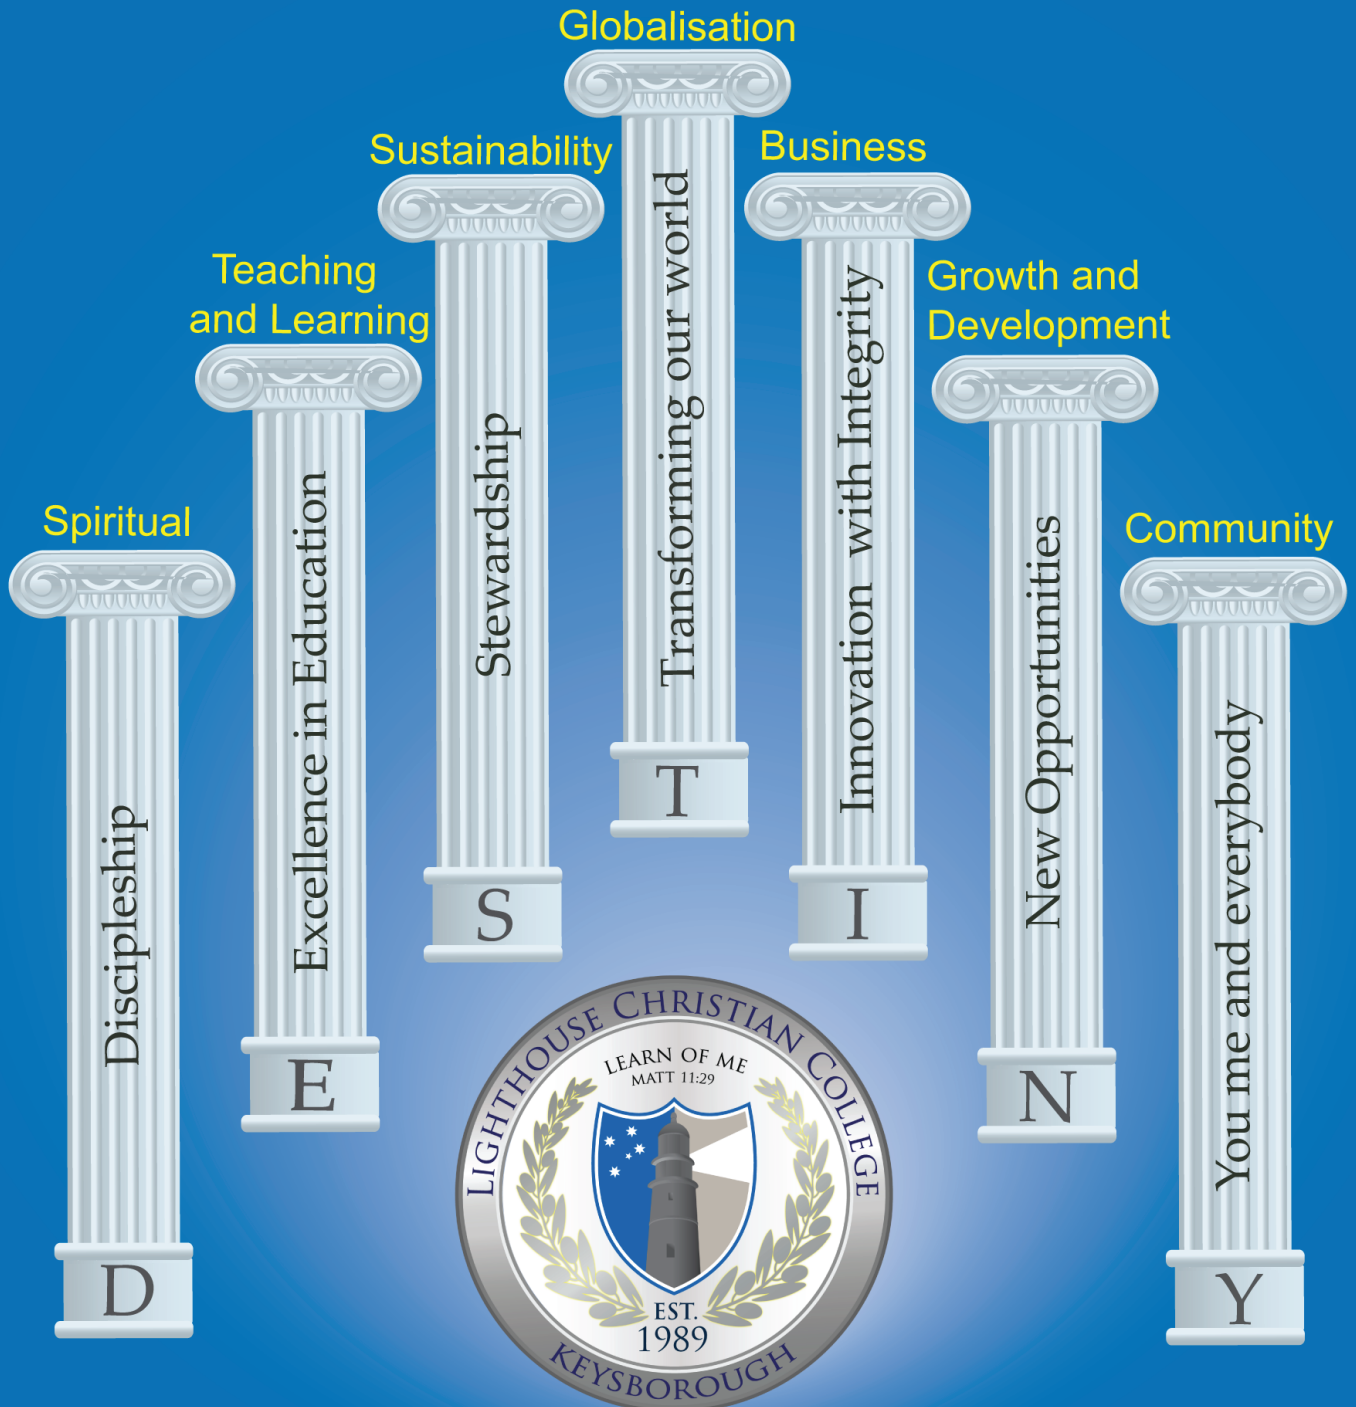 Globalisation
Sustainability
Business
Teaching
and Learning
Growth and
Development
Spiritual
Community
Discipleship
Excellence in Education
Stewardship
Transforming our world
Innovation with Integrity
New Opportunities
You me and everybody
D
E
S
T
I
N
Y
LIGHTHOUSE CHRISTIAN COLLEGE
LEARN OF ME
MATT 11:29
EST.
1989
KEYSBOROUGH